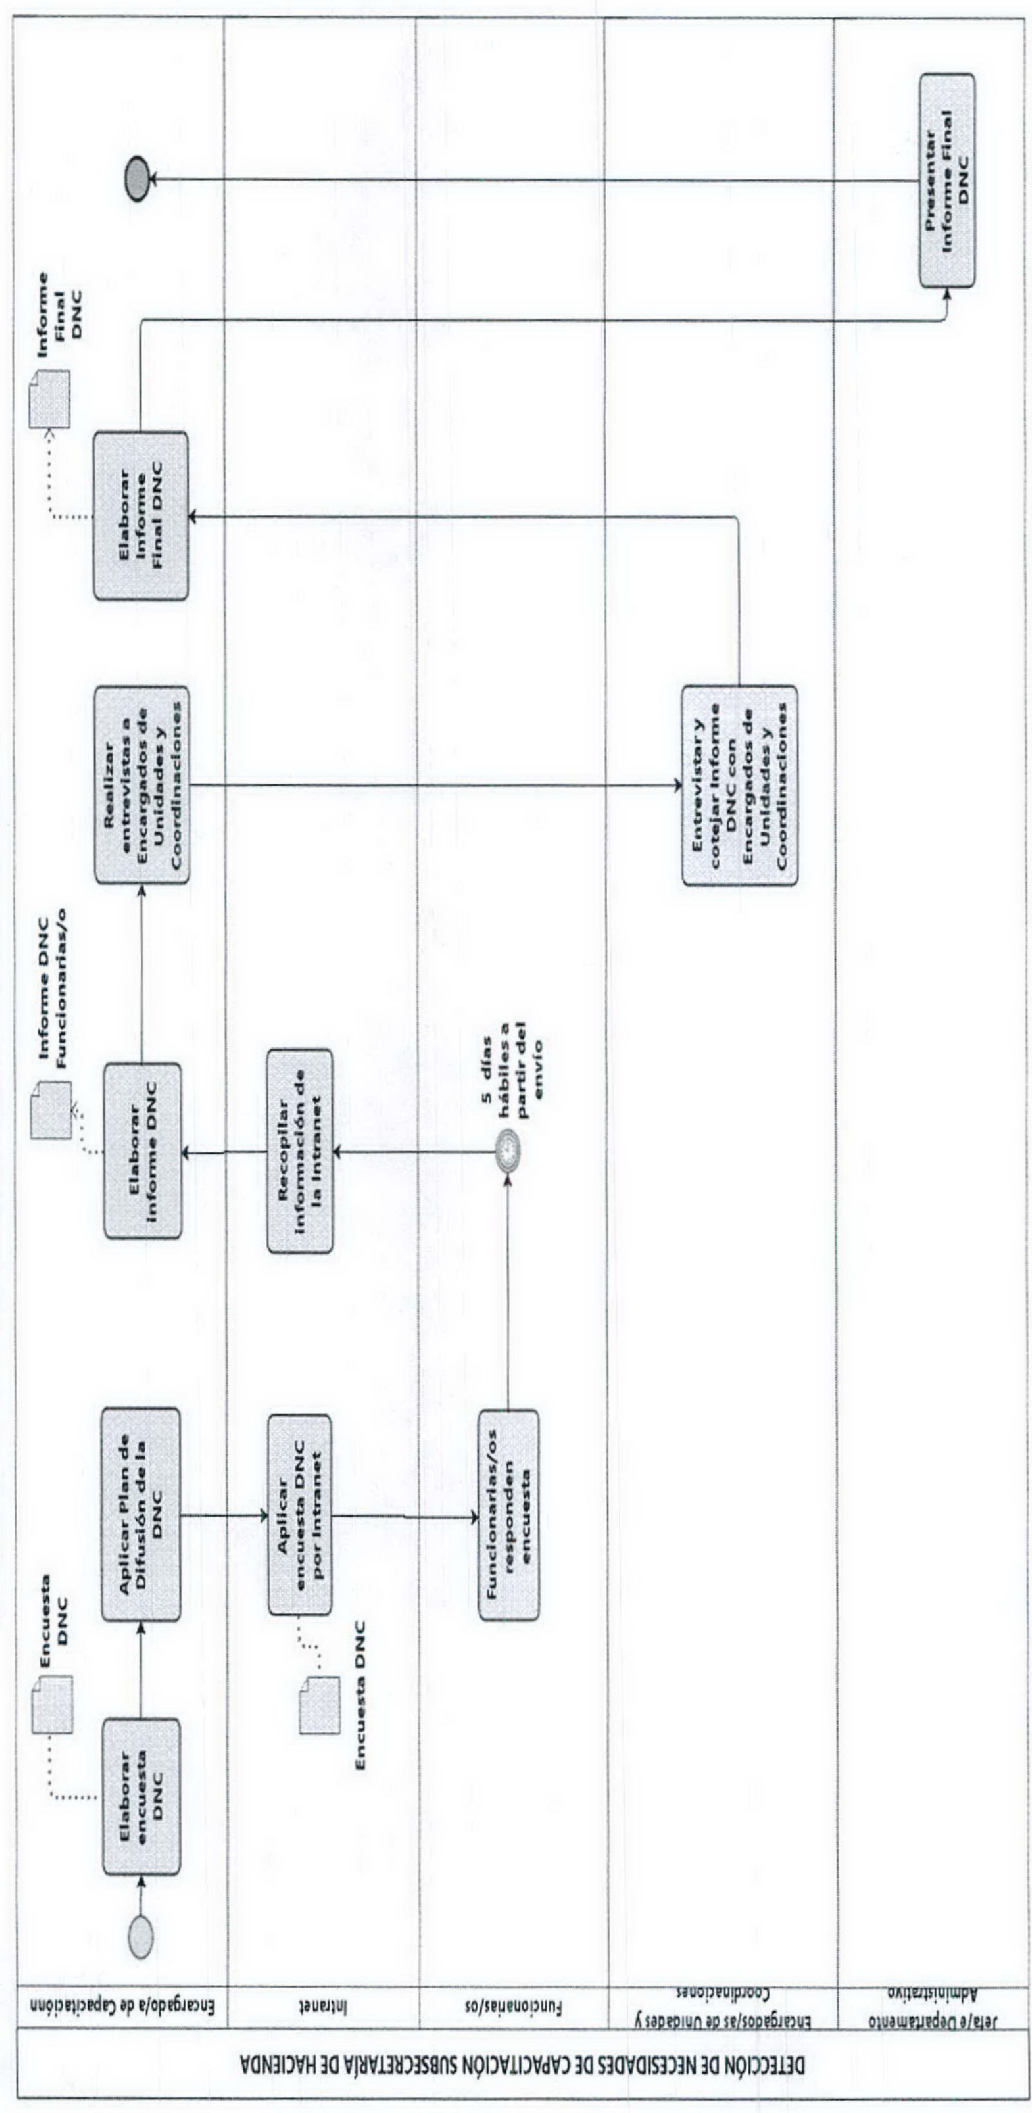 DETECCIÓN DE NECESIDADES DE CAPACITACIÓN SUBSECRETARÍA DE HACIENDA
Encargado/a de Capacitaciónn
Elaborar
encuesta
DNC
Encuesta
DNC
Aplicar Plan de
Difusión de la
DNC
Elaborar
informe DNC
Informe DNC
Funcionarias/o
Realizar
entrevistas a
Encargados de
Unidades y
Coordinaciones
Elaborar
Informe
Final DNC
Informe
Final
DNC
Intranet
Encuesta DNC
Aplicar
encuesta DNC
por Intranet
Recopilar
información de
la Intranet
Funcionarias/os
Funcionarias/os
responden
encuesta
5 días
hábiles a
partir del
envío
Encargados/as de Unidades y
Coordinaciones
Entrevistar y
cotejar Informe
DNC con
Encargados de
Unidades y
Coordinaciones
Jefa/e Departamento
Administrativo
Presentar
Informe Final
DNC